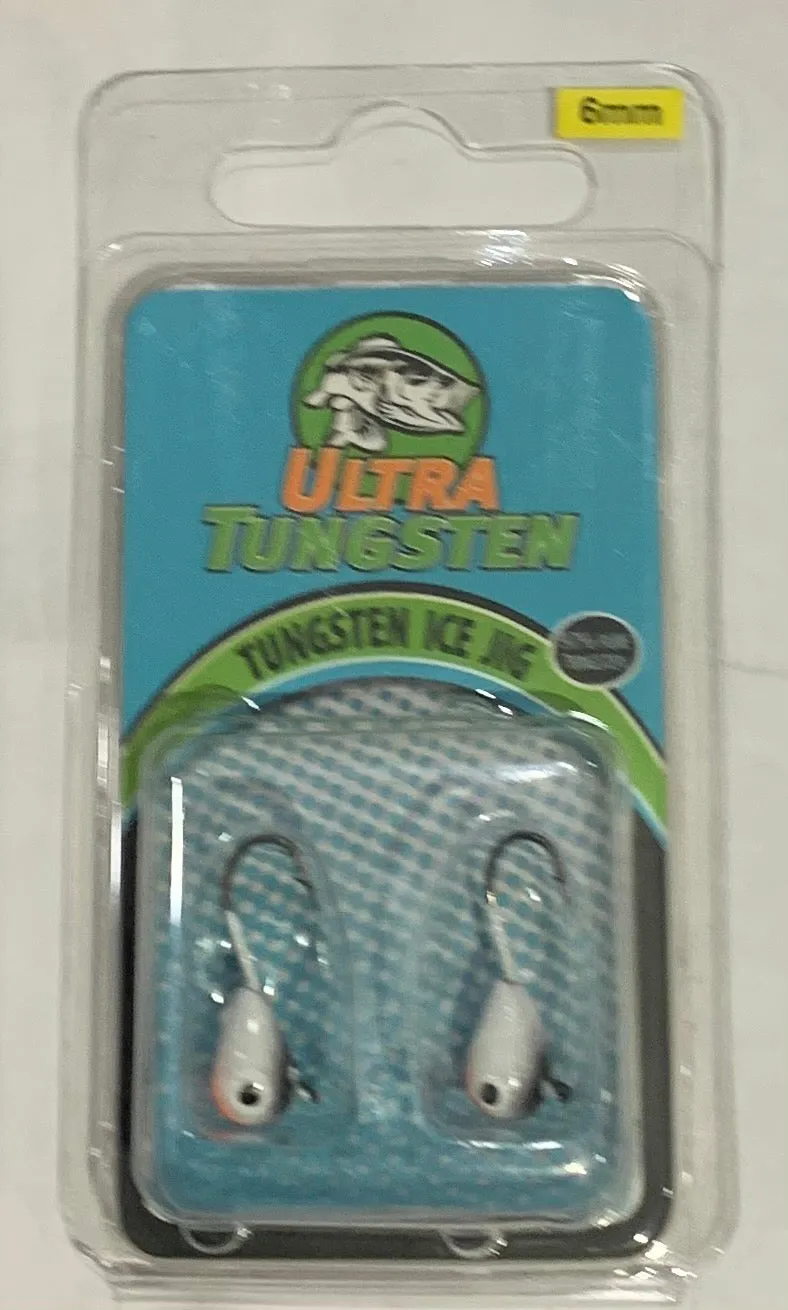 6mm
ULTRA
TUNGSTEN
TUNGSTEN ICE JIG